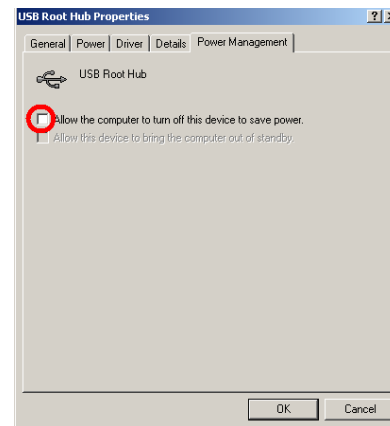 USB Root Hub Properties
General Power Driver Details Power Management
USB Root Hub
Allow the computer to turn off this device to save power.
Allow this device to bring the computer out of standby.
OK Cancel